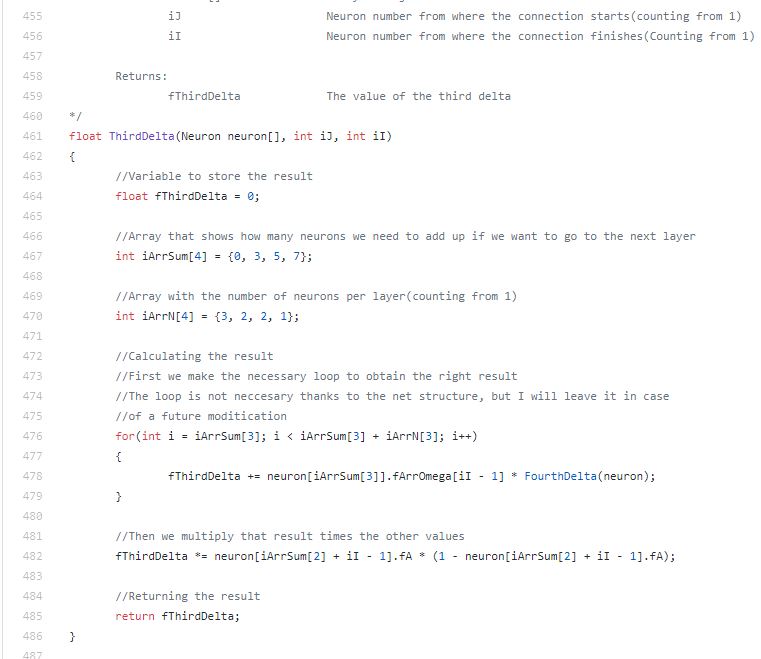 455 iJ Neuron number from where the connection starts(counting from 1)
456 iI Neuron number from where the connection finishes(Counting from 1)
457
458 Returns:
459 fThirdDelta The value of the third delta
460 */
461 float ThirdDelta(Neuron neuron[], int iJ, int iI)
462 {
463 //Variable to store the result
464 float fThirdDelta = 0;
465
466 //Array that shows how many neurons we need to add up if we want to go to the next layer
467 int iArrSum[4] = {0, 3, 5, 7};
468
469 //Array with the number of neurons per layer(counting from 1)
470 int iArrN[4] = {3, 2, 2, 1};
471
472 //Calculating the result
473 //First we make the necessary loop to obtain the right result
474 //The loop is not neccesary thanks to the net structure, but I will leave it in case
475 //of a future moditication
476 for(int i = iArrSum[3]; i < iArrSum[3] + iArrN[3]; i++)
477 {
478 fThirdDelta += neuron[iArrSum[3]].fArrOmega[iI - 1] * FourthDelta(neuron);
479 }
480
481 //Then we multiply that result times the other values
482 fThirdDelta *= neuron[iArrSum[2] + iI - 1].fA * (1 - neuron[iArrSum[2] + iI - 1].fA);
483
484 //Returning the result
485 return fThirdDelta;
486 }
487